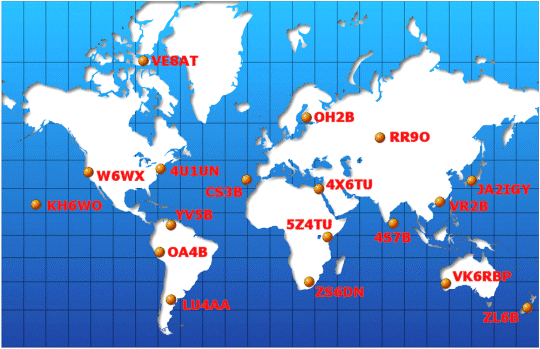 VE8AT
OH2B
RR9O
4U1UN
W6WX
CS3B
4X6TU
JA2IGY
KH6WO
VR2B
YV5B
5Z4TU
4S7B
OA4B
VK6RBP
ZS6DN
LU4AA
ZL6B